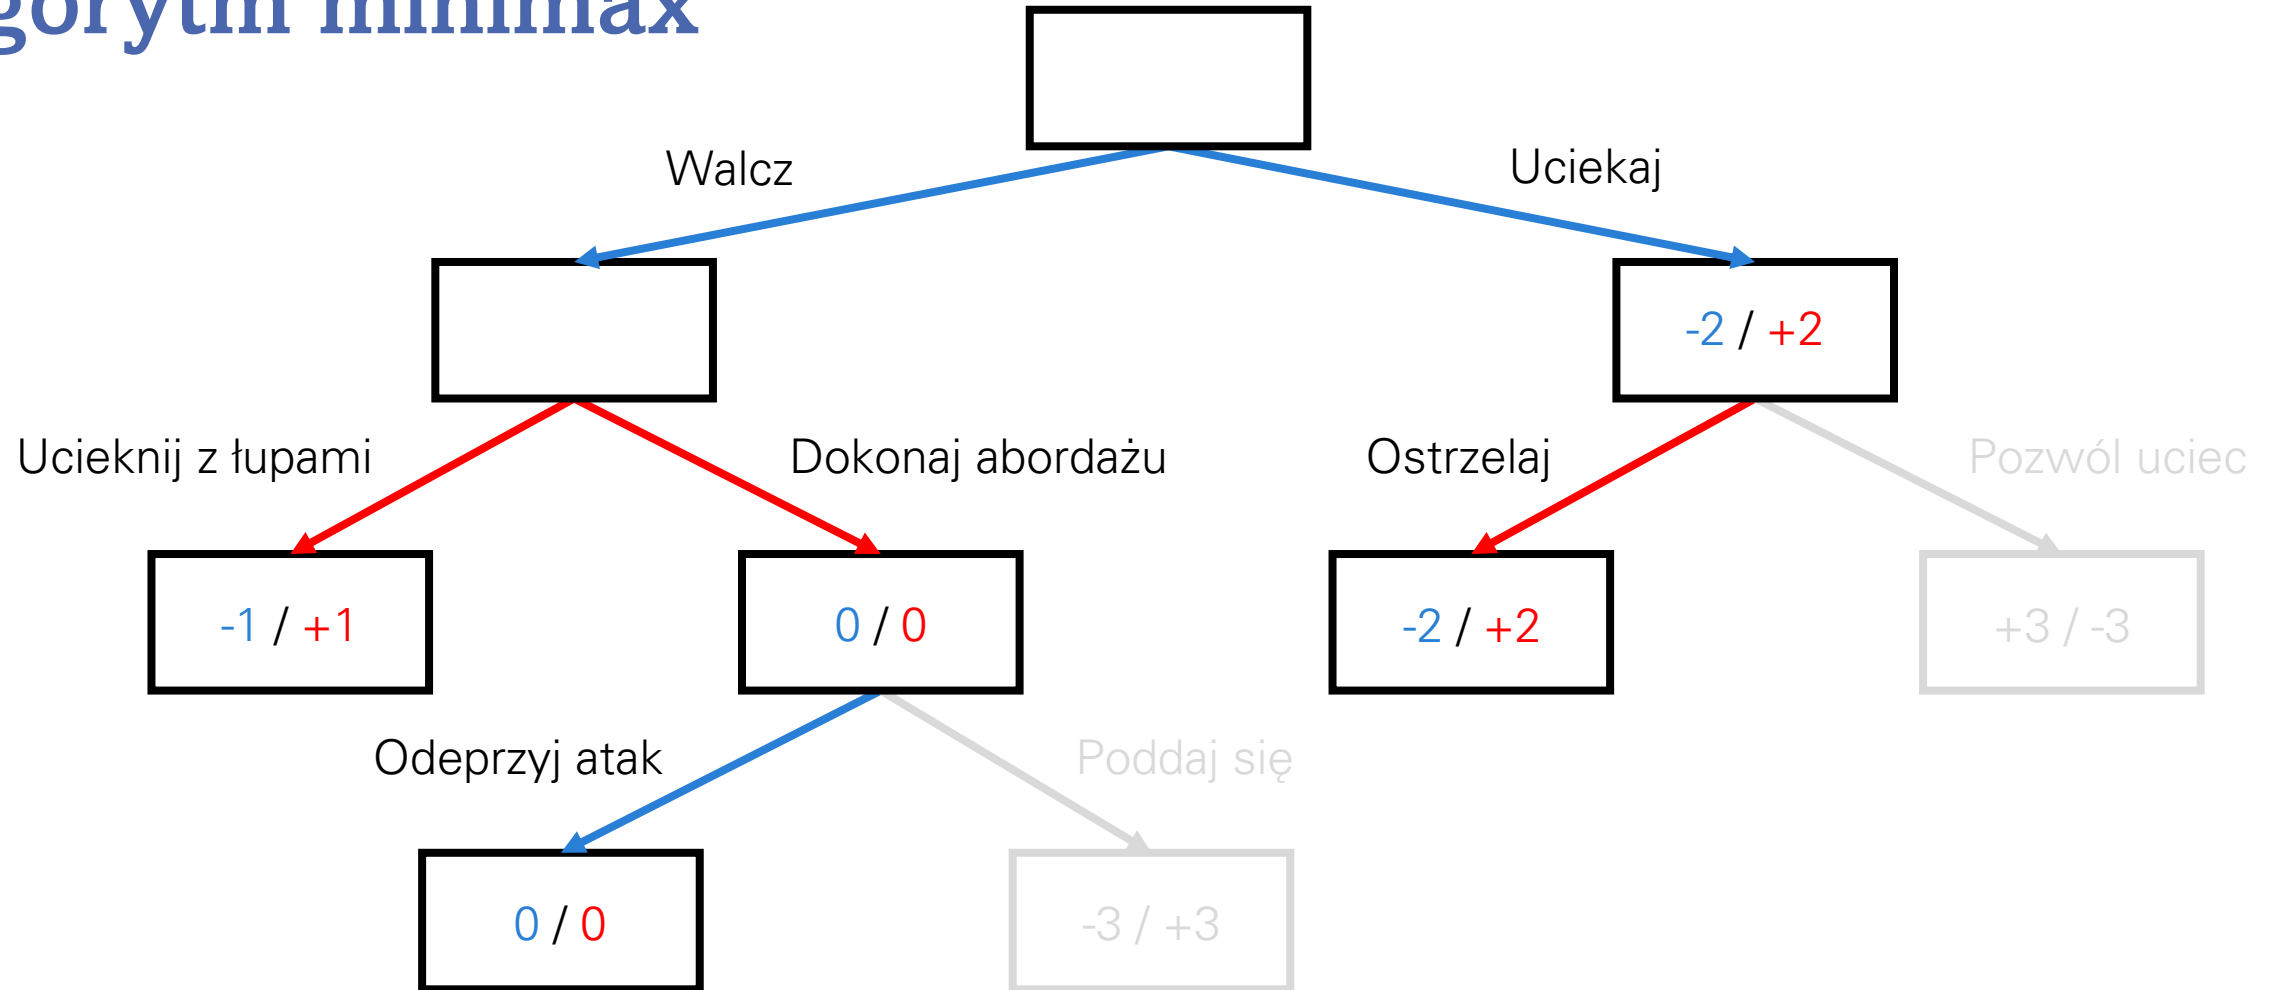 gorytm minimax
Walcz
Uciekaj
-2 / +2
Ucieknij z łupami
Dokonaj abordażu
Ostrzelaj
Pozwól uciec
-1 / +1
0 / 0
-2 / +2
+3 / -3
Odeprzyj atak
Poddaj się
0 / 0
-3 / +3